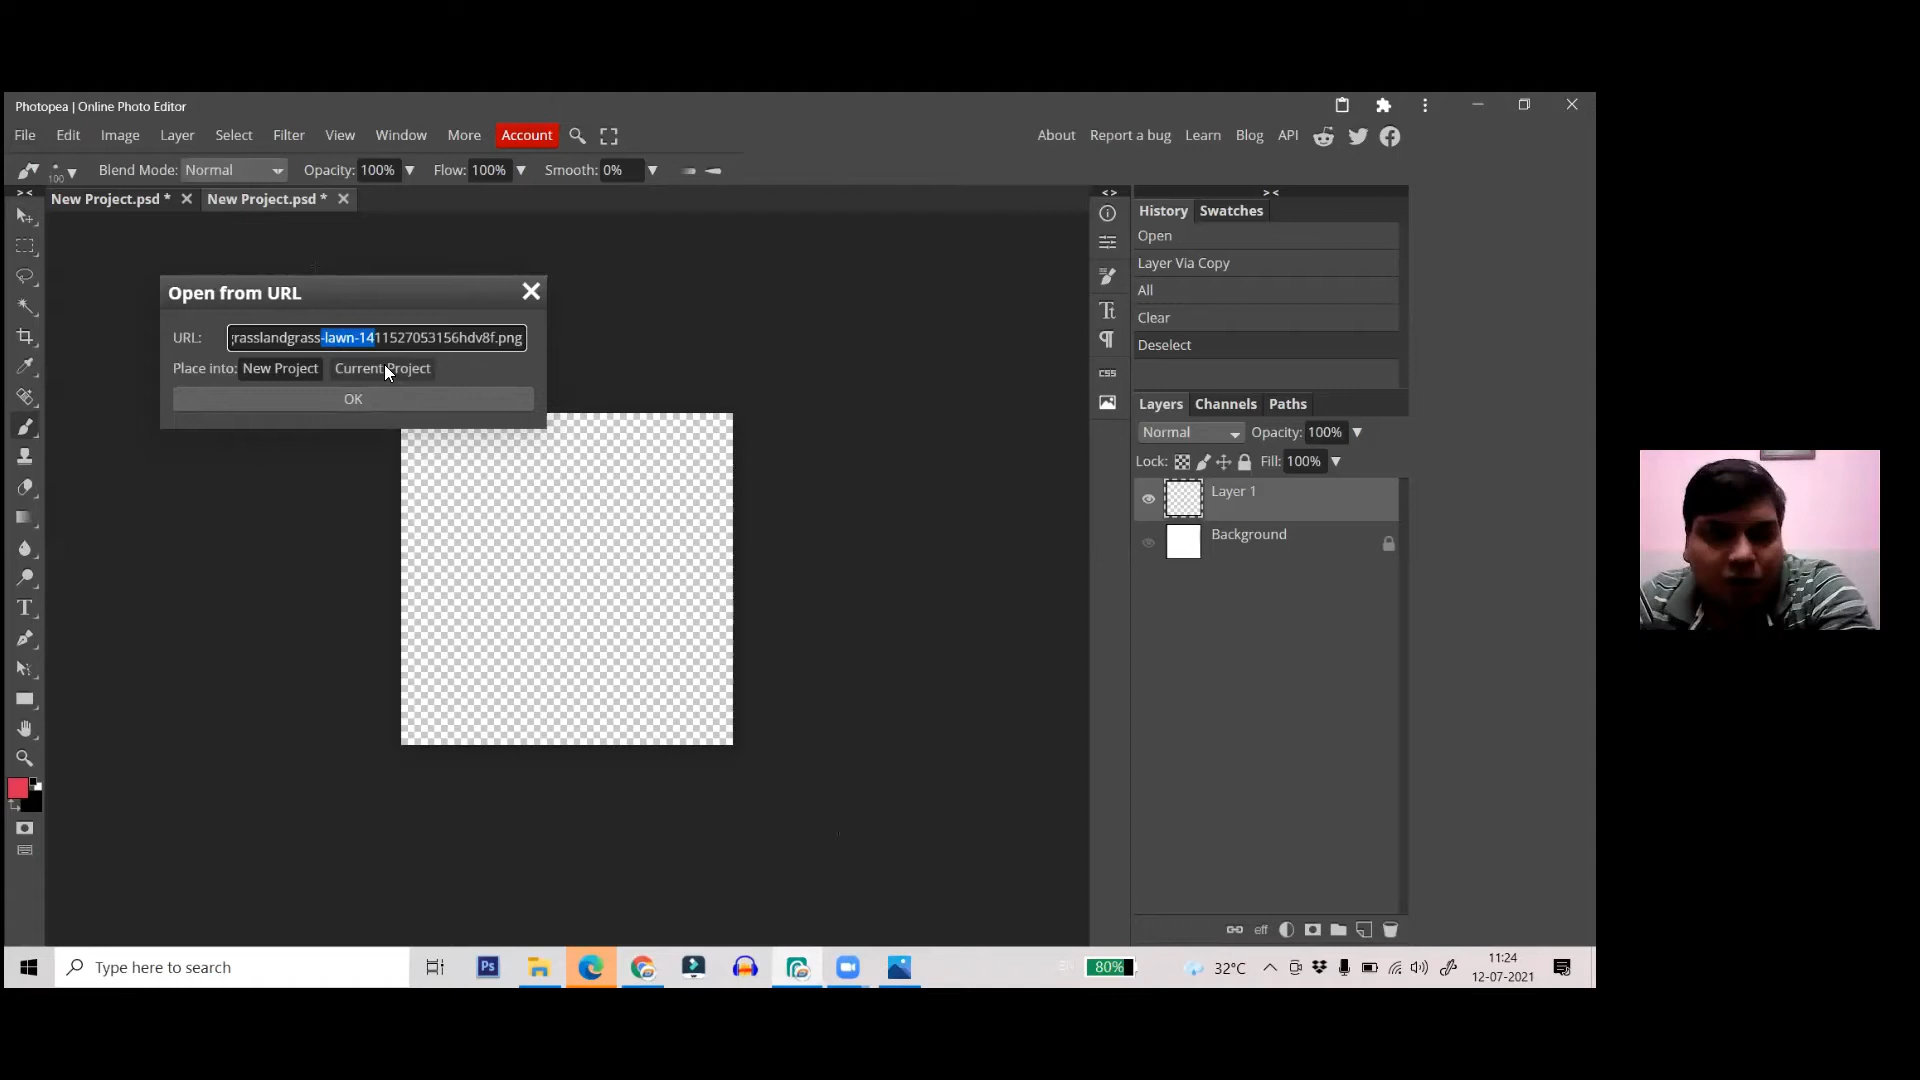 Photopea | Online Photo Editor
File Edit Image Layer Select Filter View Window More Account About Report a bug Learn Blog API
100 Blend Mode: Normal Opacity: 100% Flow: 100% Smooth: 0%
New Project.psd * New Project.psd *
History Swatches
Open
Layer Via Copy
All
Clear
Deselect
Open from URL
URL: rasslandgrass-lawn-1411527053156hdv8f.png
Place into: New Project Current Project
OK
CSS
Layers Channels Paths
Normal Opacity: 100%
Lock: Fill: 100%
Layer 1
Background
eff
Type here to search
Ps
80%
32°C
11:24
12-07-2021